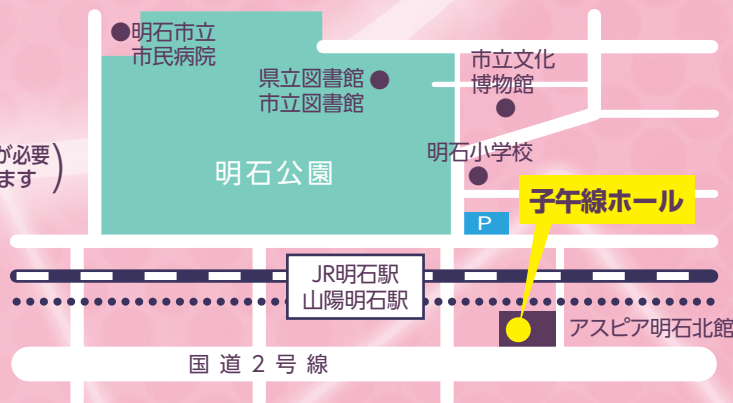 明石市立
市民病院
県立図書館
市立図書館
市立文化
博物館
が必要
ます
明石公園
明石小学校
子午線ホール
P
JR明石駅
山陽明石駅
アスピア明石北館
国道2号線